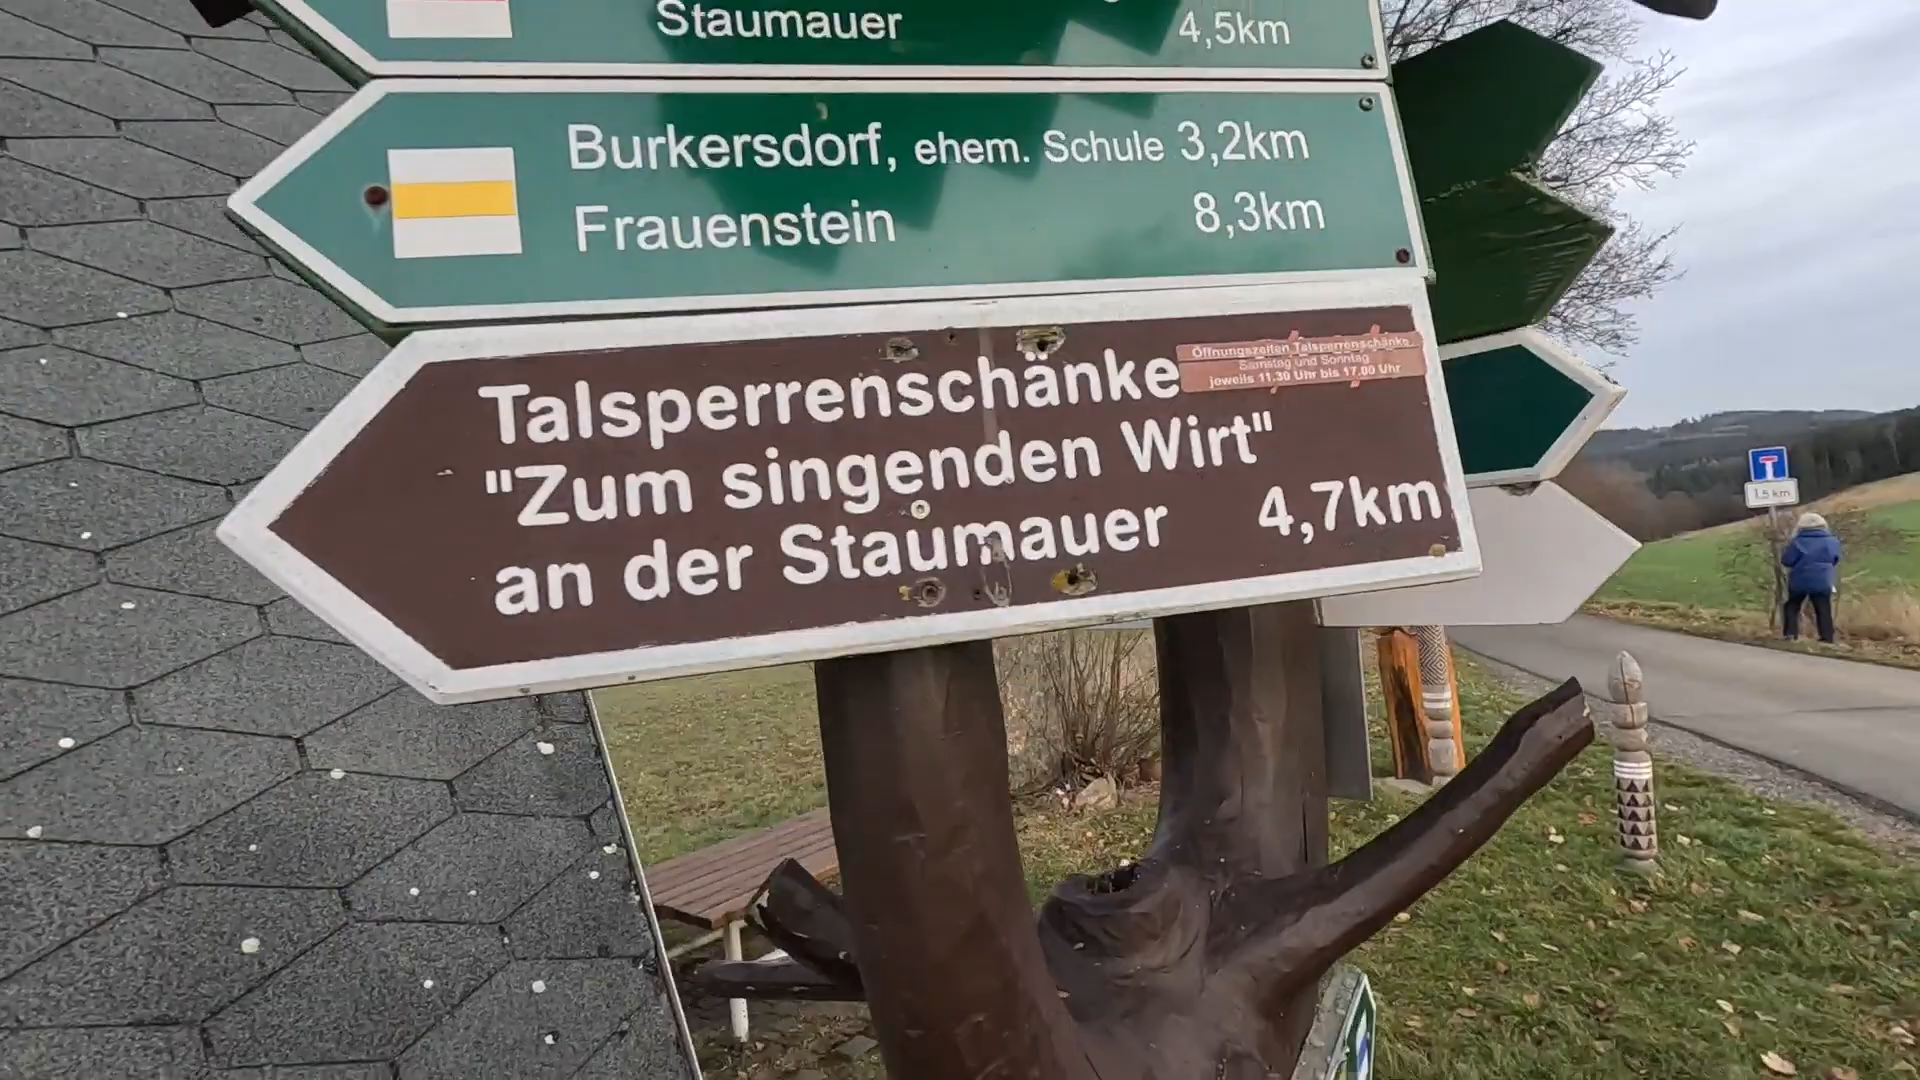 Staumauer 4,5km
Burkersdorf, ehem. Schule 3,2km
Frauenstein 8,3km
Talsperrenschänke
Öffnungszeiten Talsperrenschänke
Samstag und Sonntag
jeweils 11.30 Uhr bis 17.00 Uhr
"Zum singenden Wirt"
an der Staumauer 4,7km
1,5 km